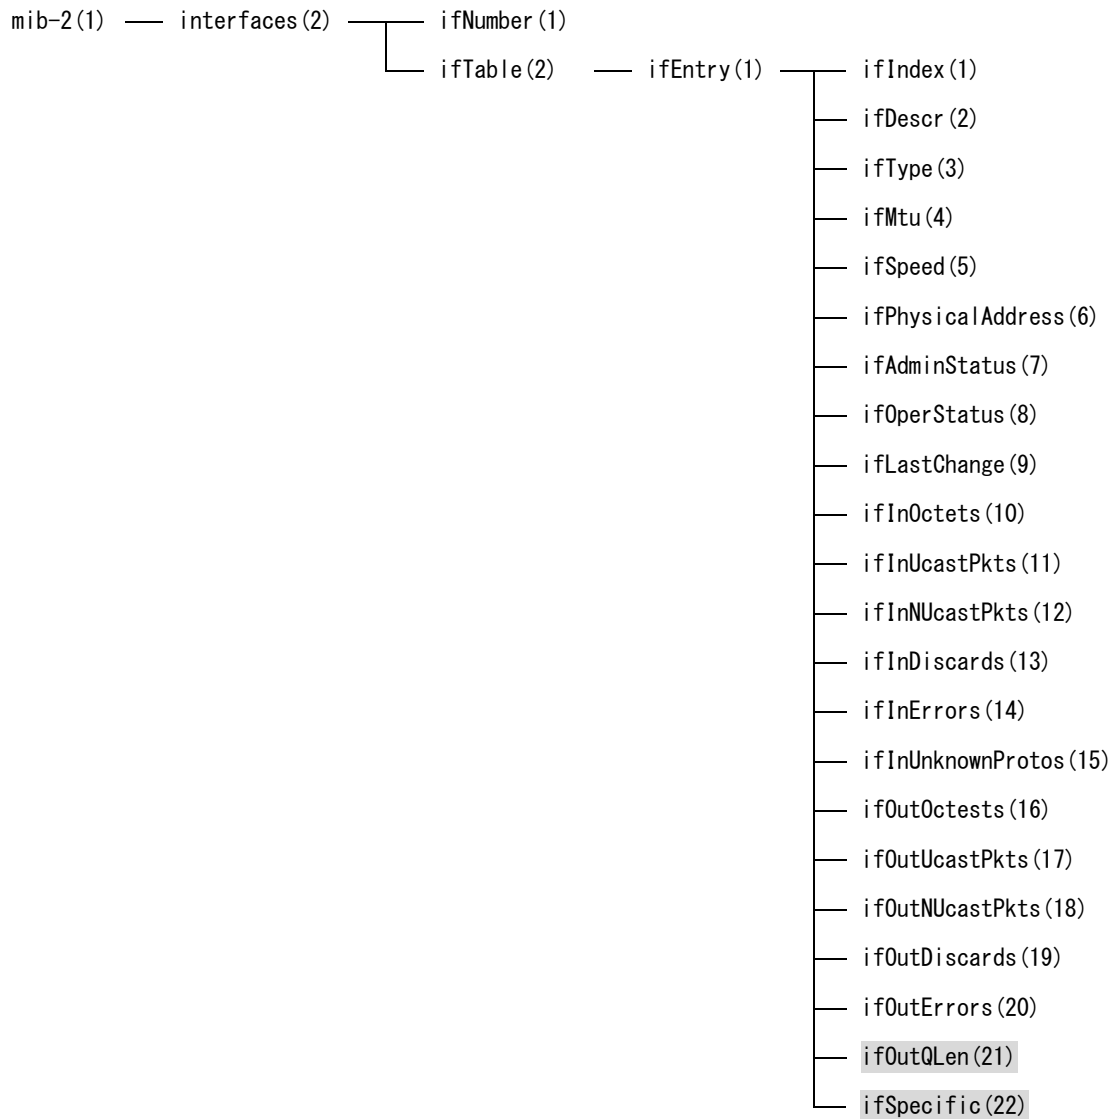 mib-2(1) interfaces(2) ifNumber(1)
ifTable(2) ifEntry(1) ifIndex(1)
ifDescr(2)
ifType(3)
ifMtu(4)
ifSpeed(5)
ifPhysicalAddress(6)
ifAdminStatus(7)
ifOperStatus(8)
ifLastChange(9)
ifInOctets(10)
ifInUcastPkts(11)
ifInNUcastPkts(12)
ifInDiscards(13)
ifInErrors(14)
ifInUnknownProtos(15)
ifOutOctests(16)
ifOutUcastPkts(17)
ifOutNUcastPkts(18)
ifOutDiscards(19)
ifOutErrors(20)
ifOutQLen(21)
ifSpecific(22)